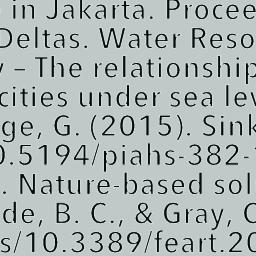 in Jakarta. Procee
Deltas. Water Reso
– The relationship
cities under sea lev
ge, G. (2015). Sink
0.5194/piahs-382-
. Nature-based sol
de, B. C., & Gray, C
s/10.3389/feart.20